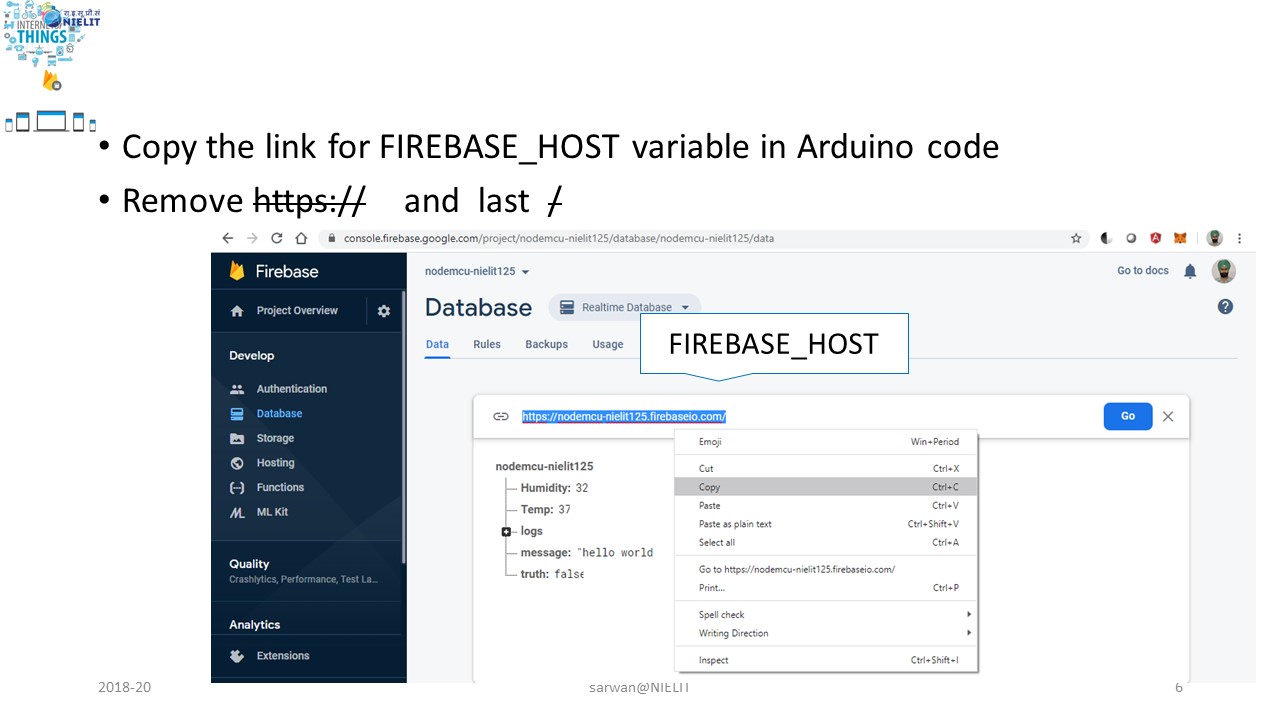 रा.इ.सू.प्रौ.सं
NIELIT
INTERNET OF
THINGS
• Copy the link for FIREBASE_HOST variable in Arduino code
• Remove https:// and last /
console.firebase.google.com/project/nodemcu-nielit125/database/nodemcu-nielit125/data
Firebase
nodemcu-nielit125
Go to docs
Project Overview
Database
Realtime Database
Data Rules Backups Usage
FIREBASE_HOST
Develop
Authentication
Database
Storage
Hosting
Functions
ML Kit
Quality
Crashlytics, Performance, Test La...
Analytics
Extensions
https://nodemcu-nielit125.firebaseio.com/
Go
nodemcu-nielit125
Humidity: 32
Temp: 37
logs
message: "hello world
truth: false
Emoji Win+Period
Cut Ctrl+X
Copy Ctrl+C
Paste Ctrl+V
Paste as plain text Ctrl+Shift+V
Select all Ctrl+A
Go to https://nodemcu-nielit125.firebaseio.com/
Print... Ctrl+P
Spell check
Writing Direction
Inspect Ctrl+Shift+I
2018-20
sarwan@NIELIT
6